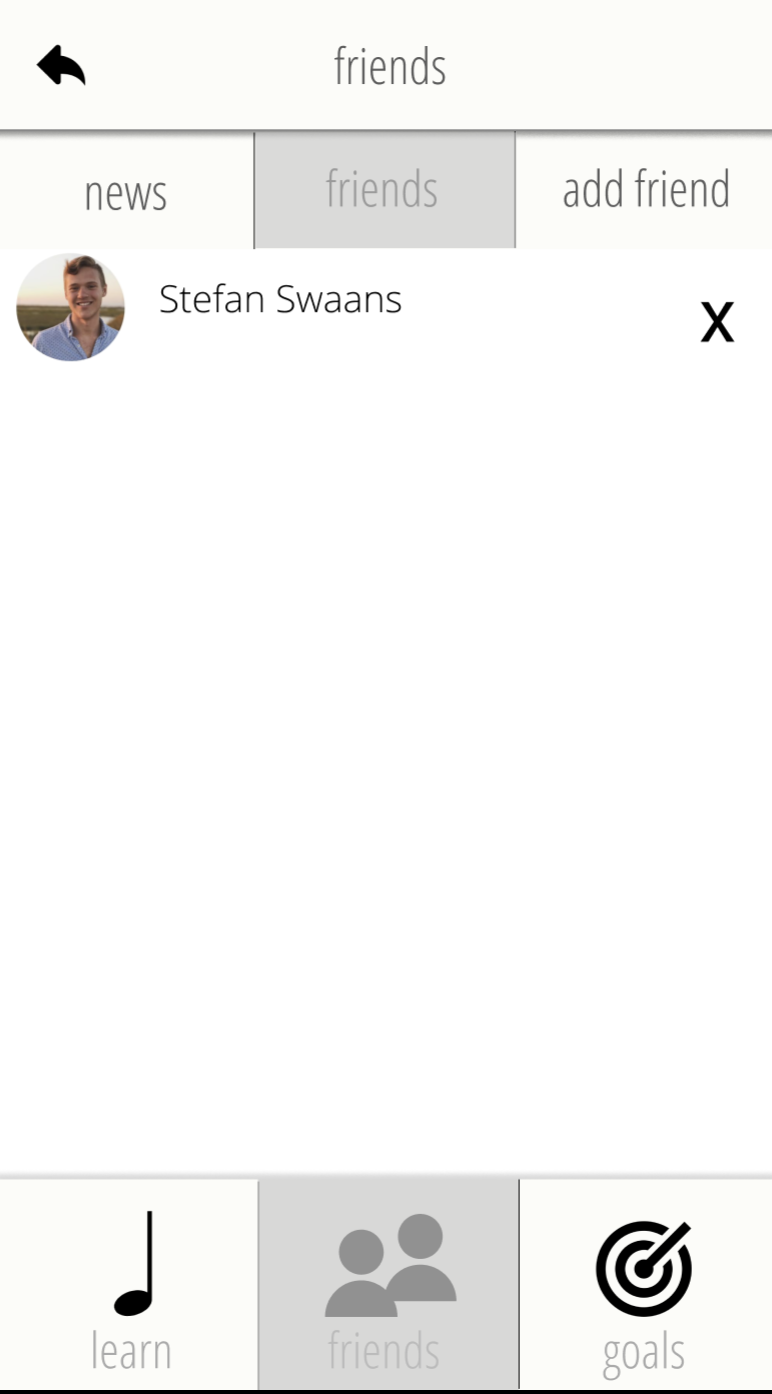 friends
news friends add friend
Stefan Swaans
X
learn friends goals